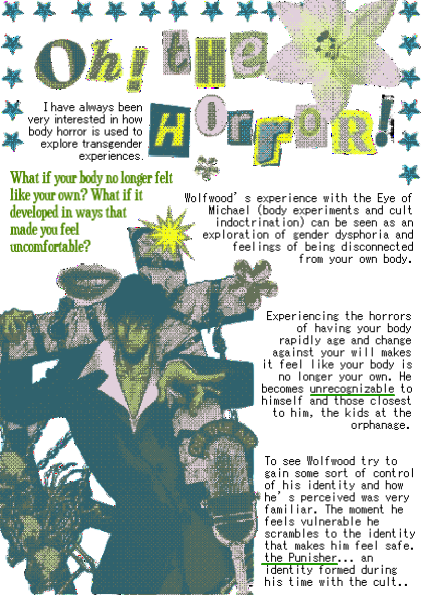 Oh! the
HorroR!
I have always been
very interested in how
body horror is used to
explore transgender
experiences.
What if your body no longer felt
like your own? What if it
developed in ways that
made you feel
uncomfortable?
Wolfwood's experience with the Eye of
Michael (body experiments and cult
indoctrination) can be seen as an
exploration of gender dysphoria and
feelings of being disconnected
from your own body.
Experiencing the horrors
of having your body
rapidly age and change
against your will makes
it feel like your body is
no longer your own. He
becomes unrecognizable to
himself and those closest
to him, the kids at the
orphanage.
To see Wolfwood try to
gain some sort of control
of his identity and how
he's perceived was very
familiar. The moment he
feels vulnerable he
scrambles to the identity
that makes him feel safe.
the Punisher... an
identity formed during
his time with the cult..